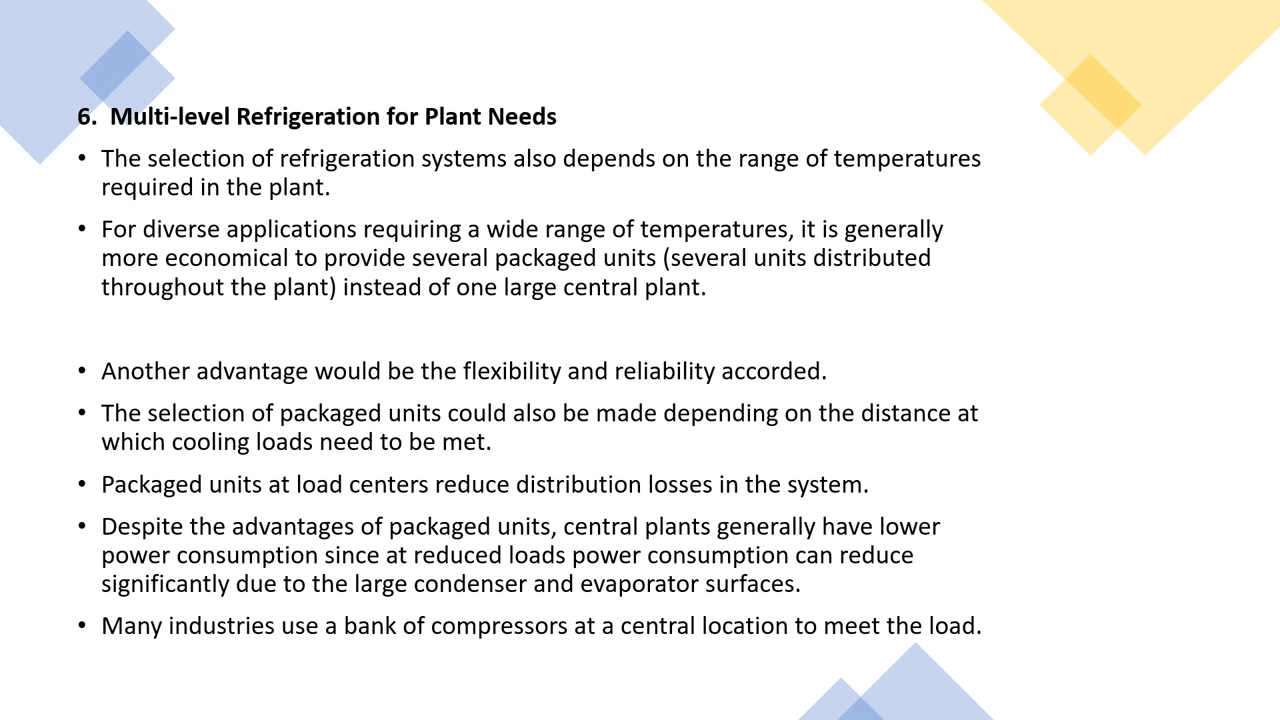 6. Multi-level Refrigeration for Plant Needs
• The selection of refrigeration systems also depends on the range of temperatures
required in the plant.
• For diverse applications requiring a wide range of temperatures, it is generally
more economical to provide several packaged units (several units distributed
throughout the plant) instead of one large central plant.
• Another advantage would be the flexibility and reliability accorded.
• The selection of packaged units could also be made depending on the distance at
which cooling loads need to be met.
• Packaged units at load centers reduce distribution losses in the system.
• Despite the advantages of packaged units, central plants generally have lower
power consumption since at reduced loads power consumption can reduce
significantly due to the large condenser and evaporator surfaces.
• Many industries use a bank of compressors at a central location to meet the load.